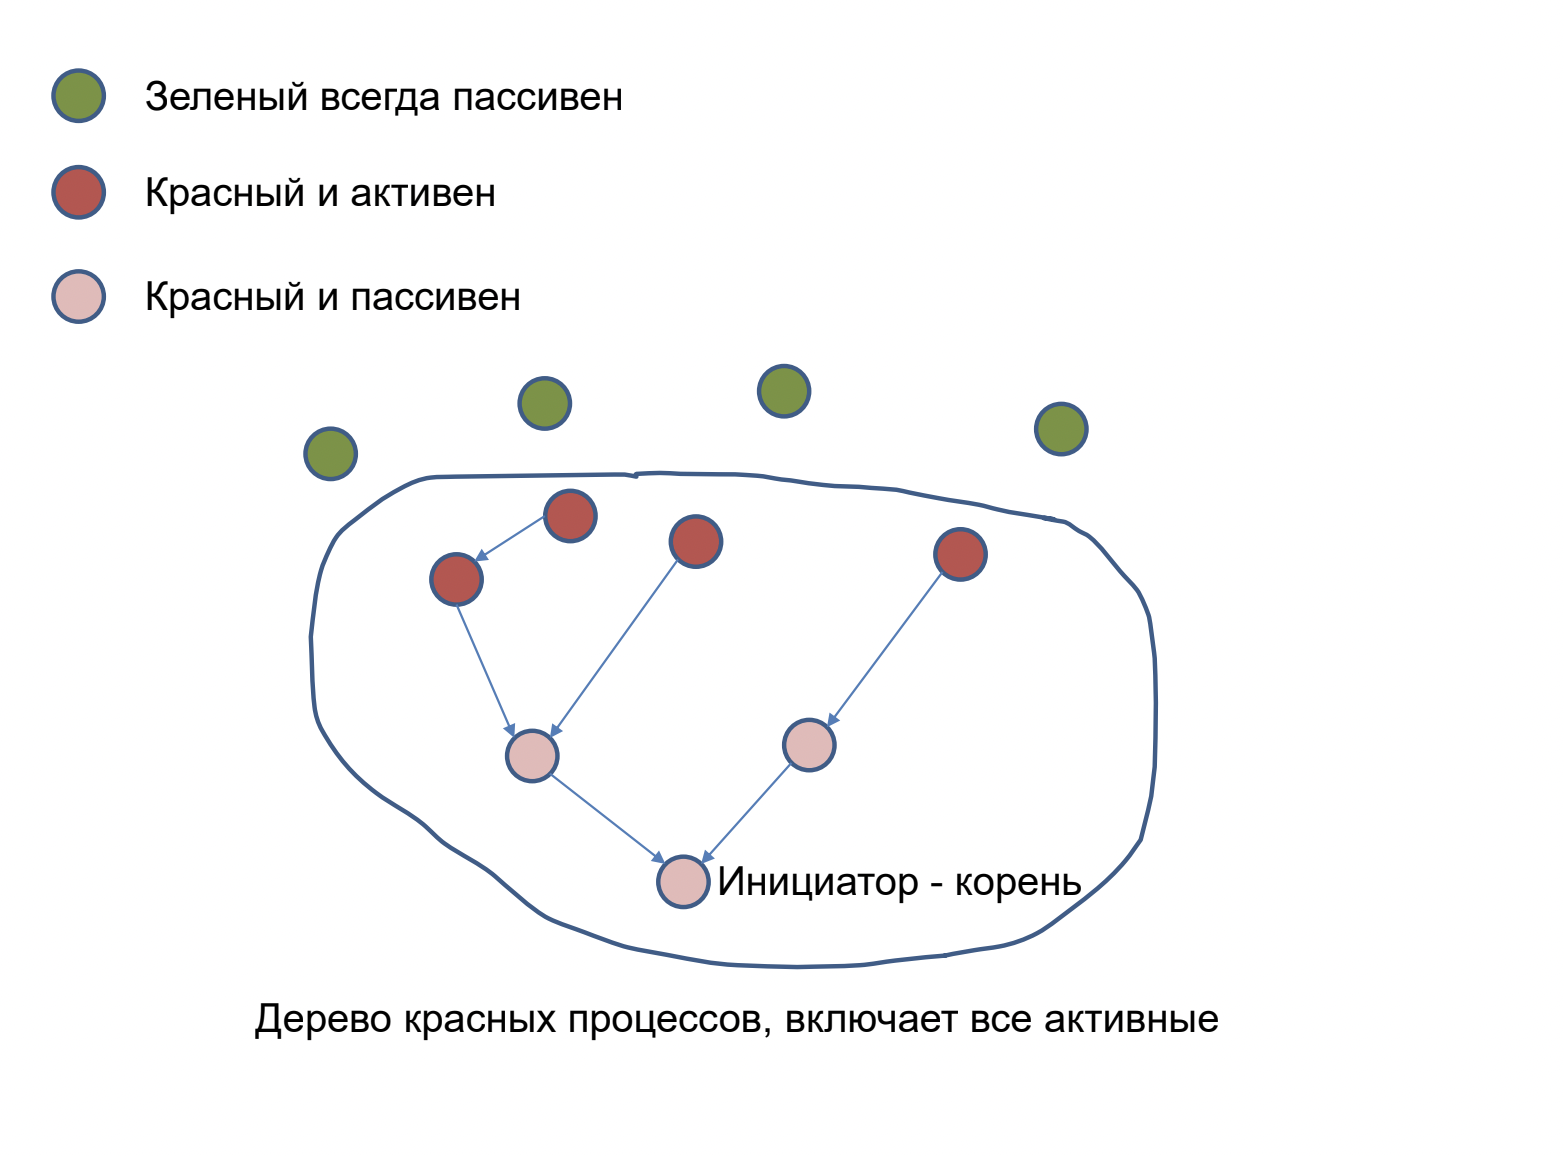 Зеленый всегда пассивен
Красный и активен
Красный и пассивен
Инициатор - корень
Дерево красных процессов, включает все активные